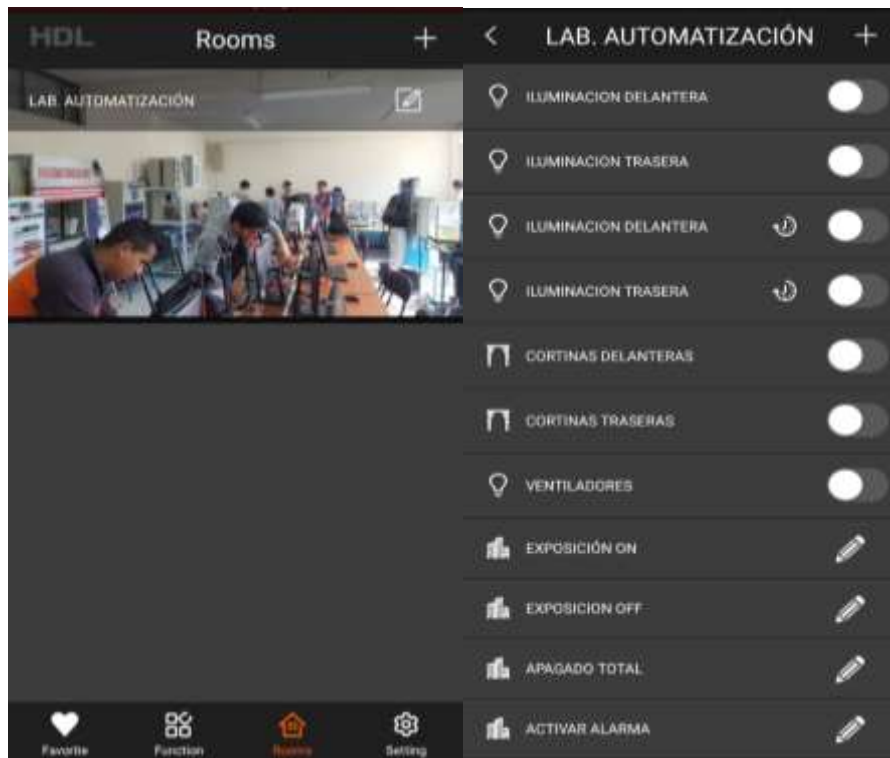 HDL
Rooms
+
LAB. AUTOMATIZACIÓN
Favorite
Function
Rooms
Setting
LAB. AUTOMATIZACIÓN
+
ILUMINACION DELANTERA
ILUMINACION TRASERA
ILUMINACION DELANTERA
ILUMINACION TRASERA
CORTINAS DELANTERAS
CORTINAS TRASERAS
VENTILADORES
EXPOSICIÓN ON
EXPOSICION OFF
APAGADO TOTAL
ACTIVAR ALARMA